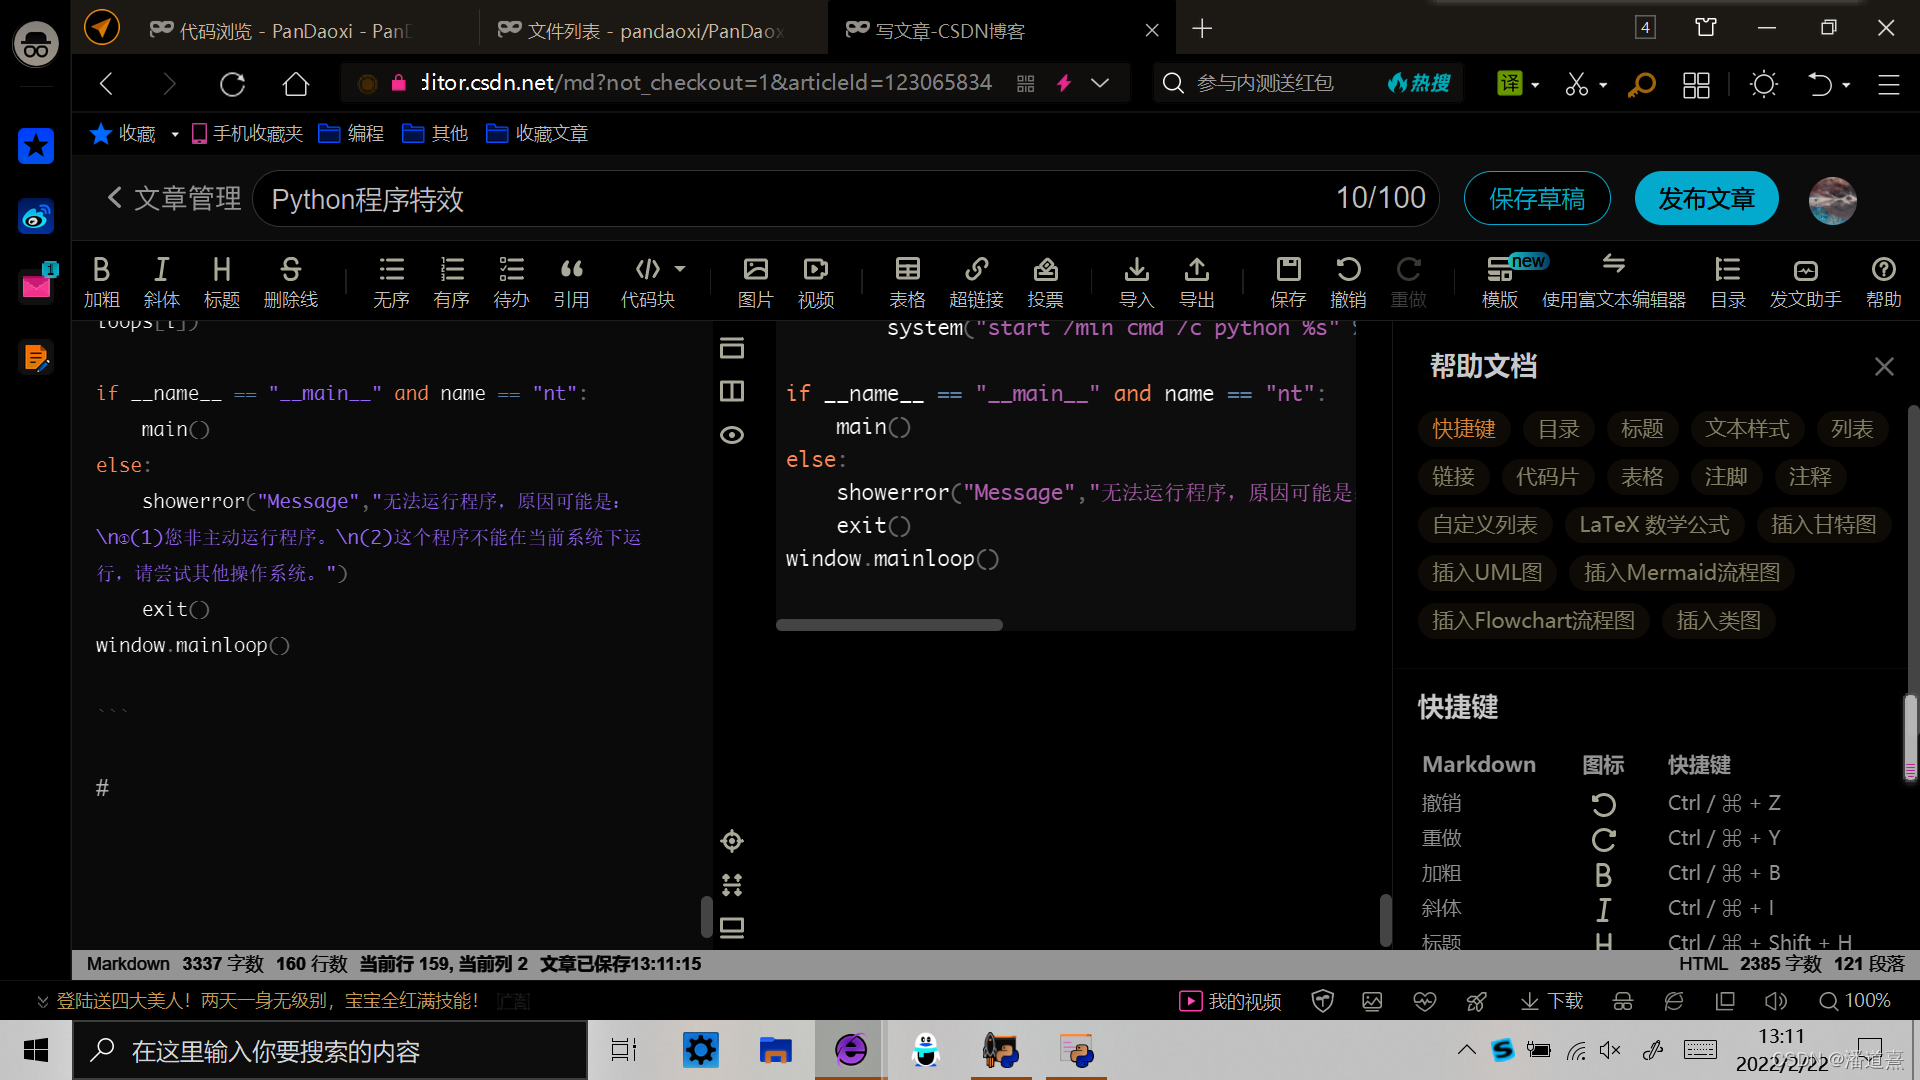 代码浏览 - PanDaoxi - PanD
文件列表 - pandaoxi/PanDaox
写文章-CSDN博客
4
ditor.csdn.net/md?not_checkout=1&articleId=123065834
参与内测送红包
热搜
译
收藏
手机收藏夹
编程
其他
收藏文章
文章管理
Python程序特效
10/100
保存草稿
发布文章
1
加粗
斜体
标题
删除线
无序
有序
待办
引用
代码块
图片
视频
表格
超链接
投票
导入
导出
保存
撤销
重做
模版
new
使用富文本编辑器
目录
发文助手
帮助
loops[i])
if __name__ == "__main__" and name == "nt":
main()
else:
showerror("Message","无法运行程序，原因可能是：
\n①(1)您非主动运行程序。\n(2)这个程序不能在当前系统下运
行，请尝试其他操作系统。")
exit()
window.mainloop()
```
#
system("start /min cmd /c python %s" %
if __name__ == "__main__" and name == "nt":
main()
else:
showerror("Message","无法运行程序，原因可能是
exit()
window.mainloop()
帮助文档
快捷键 目录 标题 文本样式 列表
链接 代码片 表格 注脚 注释
自定义列表 LaTeX 数学公式 插入甘特图
插入UML图 插入Mermaid流程图
插入Flowchart流程图 插入类图
快捷键
Markdown 图标 快捷键
撤销 Ctrl / ⌘ + Z
重做 Ctrl / ⌘ + Y
加粗 B Ctrl / ⌘ + B
斜体 I Ctrl / ⌘ + I
标题 H Ctrl / ⌘ + Shift + H
Markdown 3337 字数 160 行数 当前行 159, 当前列 2 文章已保存13:11:15
HTML 2385 字数 121 段落
登陆送四大美人！两天一身无级别，宝宝全红满技能！ 广告
我的视频
下载
100%
在这里输入你要搜索的内容
13:11
2022/2/22
CSDN @潘道熹